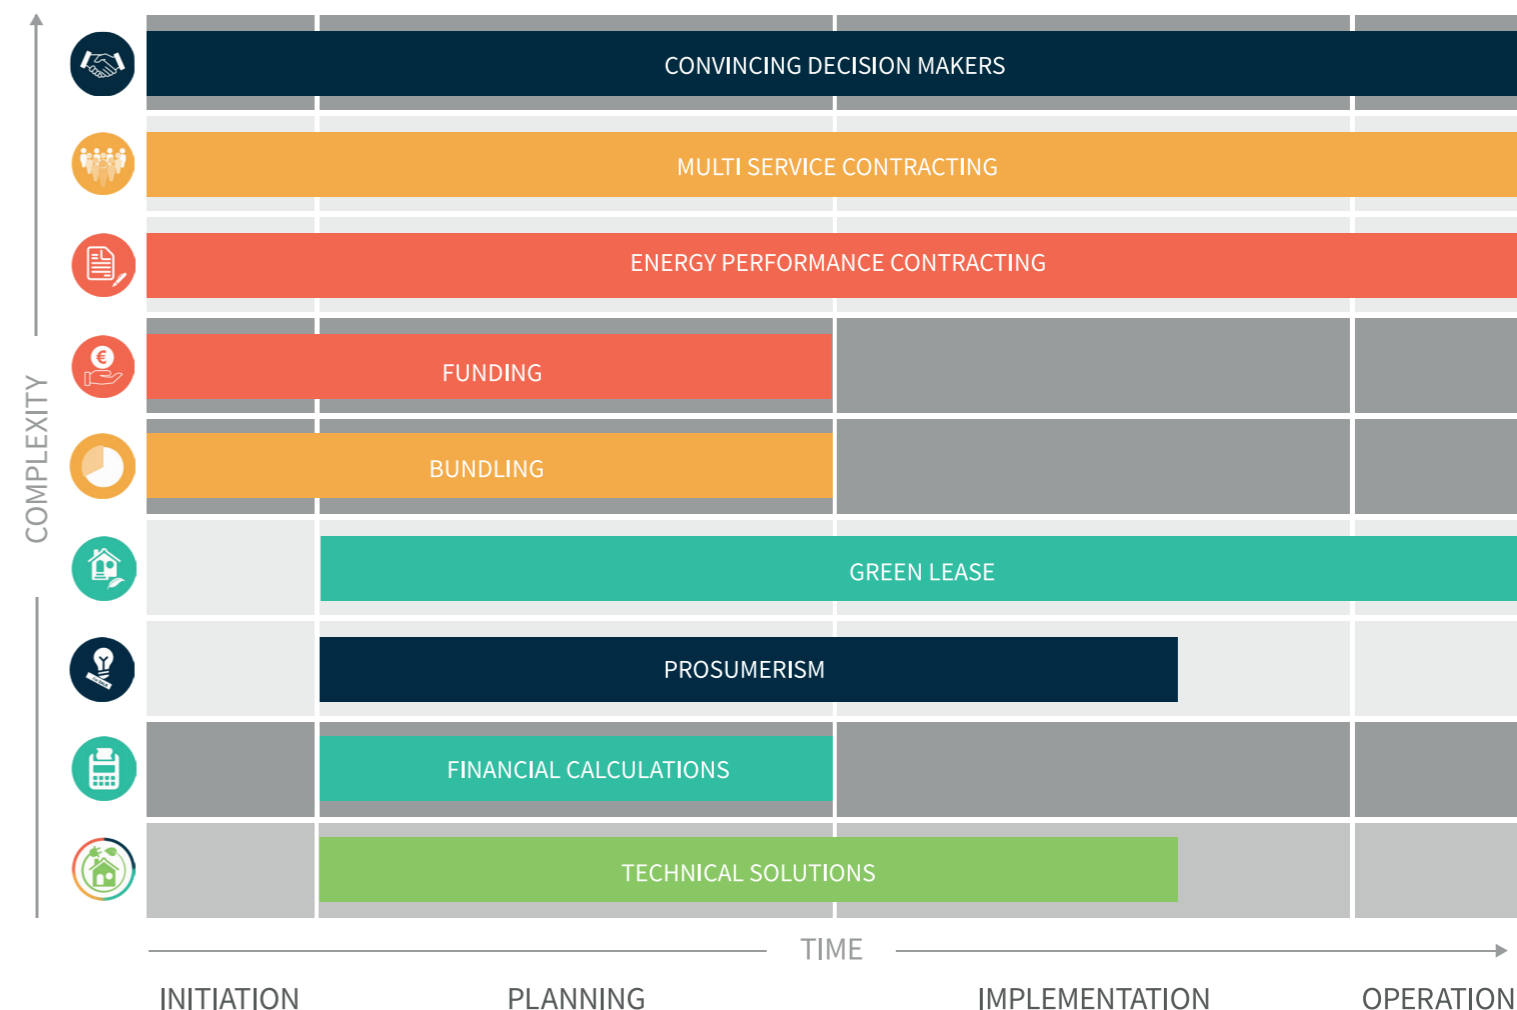 CONVINCING DECISION MAKERS
MULTI SERVICE CONTRACTING
ENERGY PERFORMANCE CONTRACTING
€
FUNDING
COMPLEXITY
BUNDLING
GREEN LEASE
PROSUMERISM
FINANCIAL CALCULATIONS
TECHNICAL SOLUTIONS
TIME
INITIATION PLANNING IMPLEMENTATION OPERATION